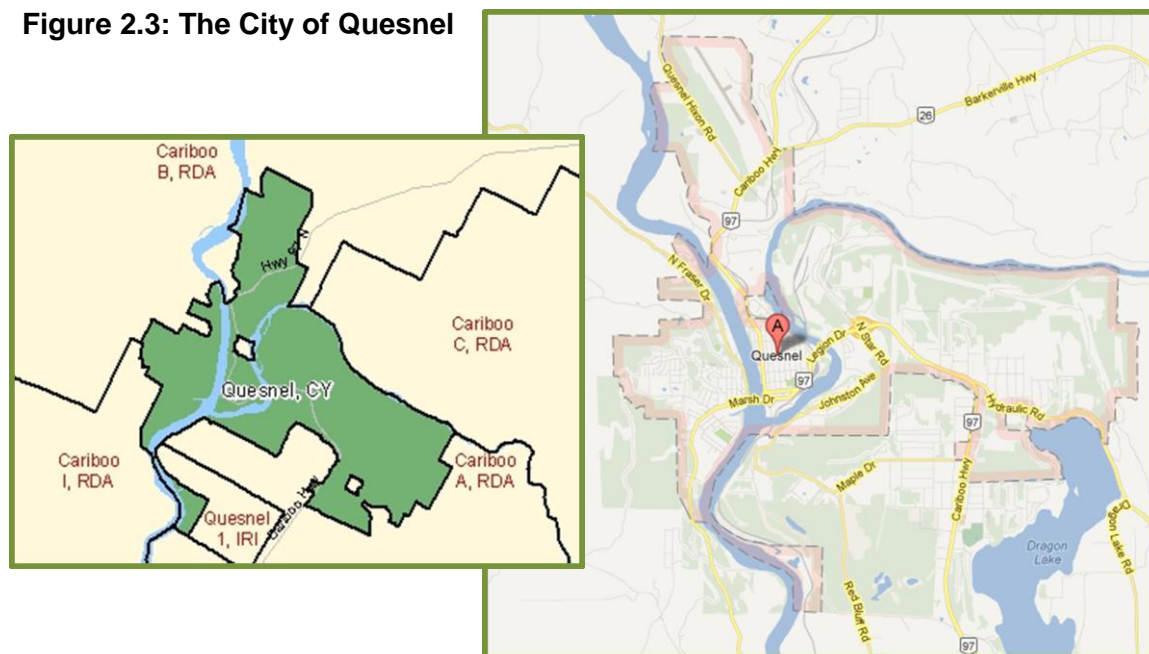 Figure 2.3: The City of Quesnel
Cariboo
B, RDA
Hwy 97 N
Cariboo
C, RDA
Quesnel, CY
Cariboo
I, RDA
Cariboo
A, RDA
Quesnel
1, IRI
Cariboo Hwy
Quesnel Hixon Rd
Barkerville Hwy
26
Cariboo Hwy
97
N Fraser Dr
A
Quesnel
Legion Dr
N Star Rd
97
Marsh Dr
Johnston Ave
97
Hydraulic Rd
Maple Dr
Cariboo Hwy
Dragon Lake Rd
Dragon
Lake
Red Bluff Rd
97